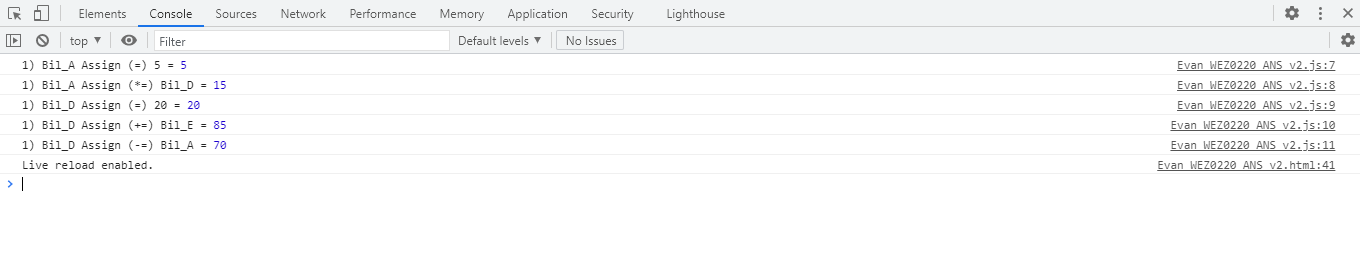 Elements Console Sources Network Performance Memory Application Security Lighthouse
top Filter Default levels No Issues
1) Bil_A Assign (=) 5 = 5 Evan WEZ0220 ANS v2.js:7
1) Bil_A Assign (*=) Bil_D = 15 Evan WEZ0220 ANS v2.js:8
1) Bil_D Assign (=) 20 = 20 Evan WEZ0220 ANS v2.js:9
1) Bil_D Assign (+=) Bil_E = 85 Evan WEZ0220 ANS v2.js:10
1) Bil_D Assign (-=) Bil_A = 70 Evan WEZ0220 ANS v2.js:11
Live reload enabled. Evan WEZ0220 ANS v2.html:41